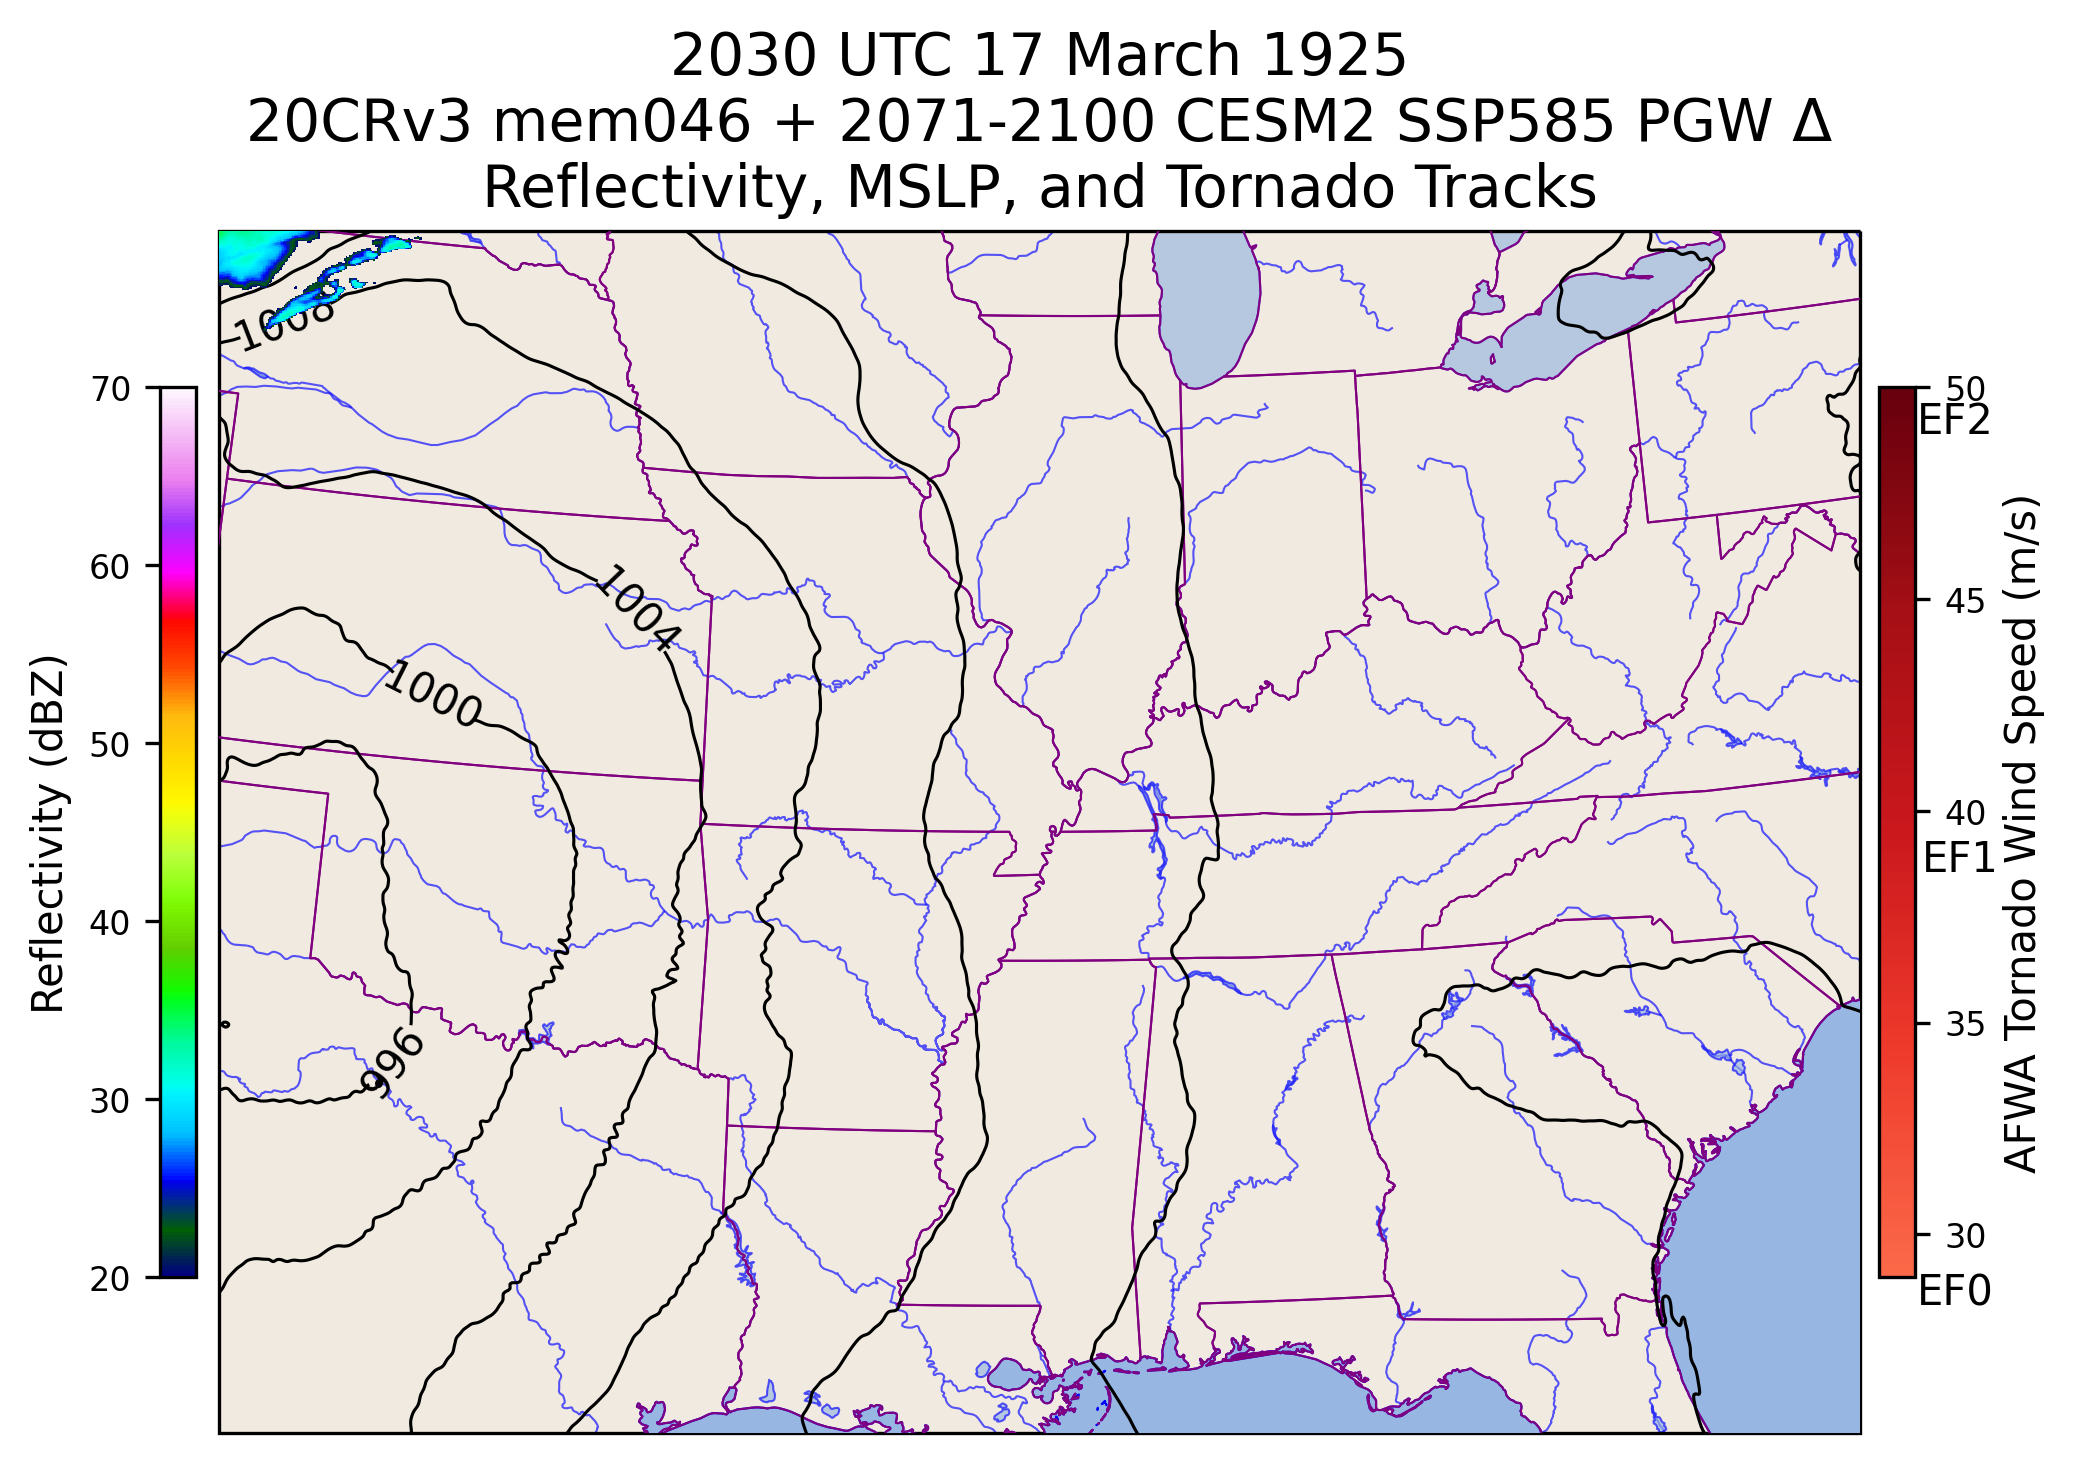 2030 UTC 17 March 1925
20CRv3 mem046 + 2071-2100 CESM2 SSP585 PGW Δ
Reflectivity, MSLP, and Tornado Tracks
Reflectivity (dBZ)
70
60
50
40
30
20
1008
1004
1000
996
50
EF2
45
40
EF1
35
30
EF0
AFWA Tornado Wind Speed (m/s)